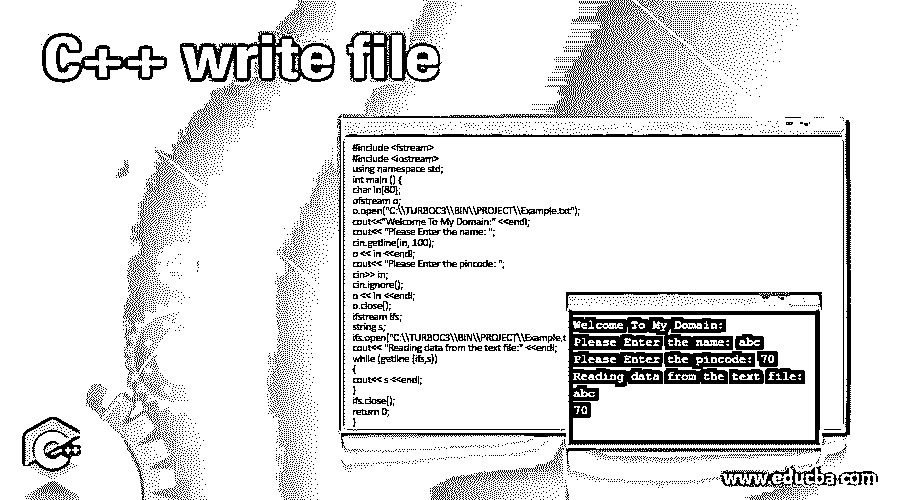 C++ write file
#include <fstream>
#include <iostream>
using namespace std;
int main () {
char in[80];
ofstream o;
o.open("C:\\TURBOC3\\BIN\\PROJECT\\Example.txt");
cout<<"Welcome To My Domain:" <<endl;
cout<< "Please Enter the name: ";
cin.getline(in, 100);
o << in <<endl;
cout<< "Please Enter the pincode: ";
cin>> in;
cin.ignore();
o << in <<endl;
o.close();
ifstream ifs;
string s;
ifs.open("C:\\TURBOC3\\BIN\\PROJECT\\Example.t
cout<< "Reading data from the text file:" <<endl;
while (getline (ifs,s))
{
cout<< s <<endl;
}
ifs.close();
return 0;
}
Welcome To My Domain:
Please Enter the name: abc
Please Enter the pincode: 70
Reading data from the text file:
abc
70
www.educba.com